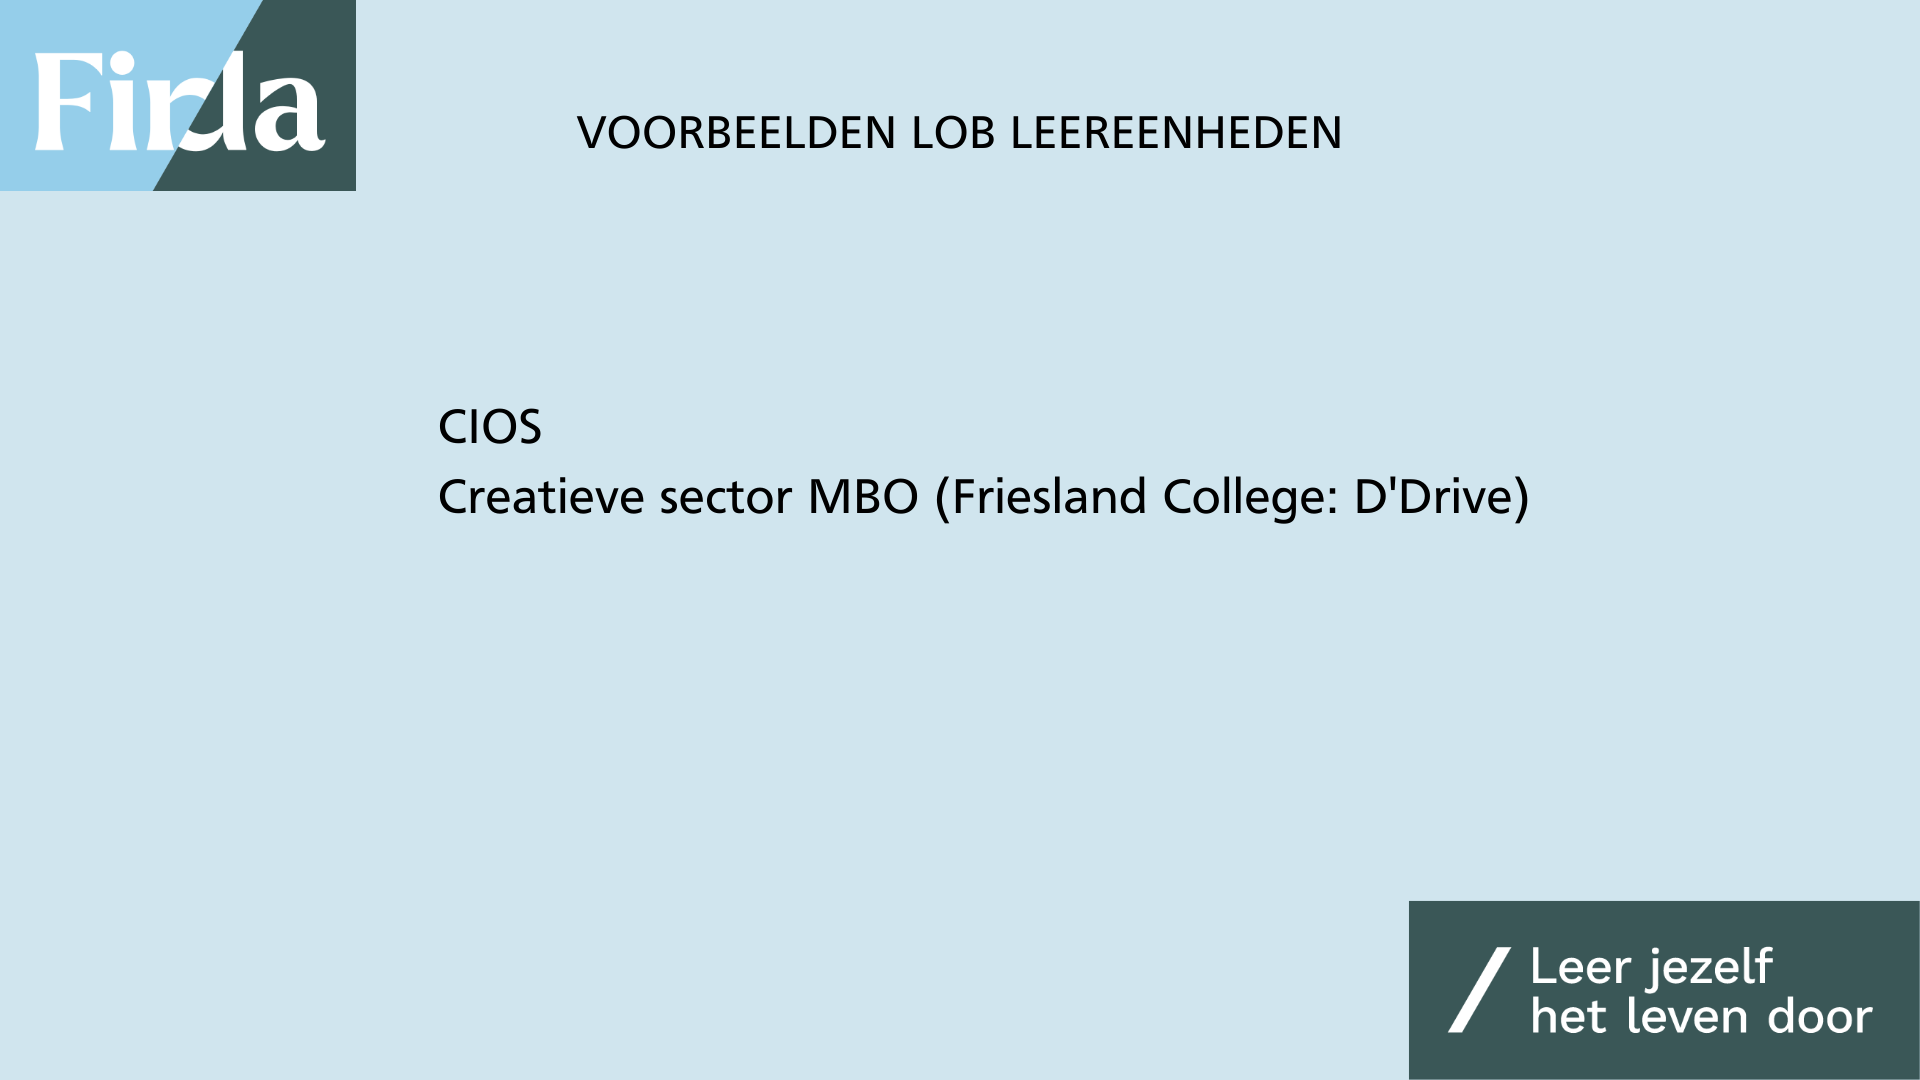 Firda
VOORBEELDEN LOB LEEREENHEDEN
CIOS
Creatieve sector MBO (Friesland College: D'Drive)
Leer jezelf
het leven door